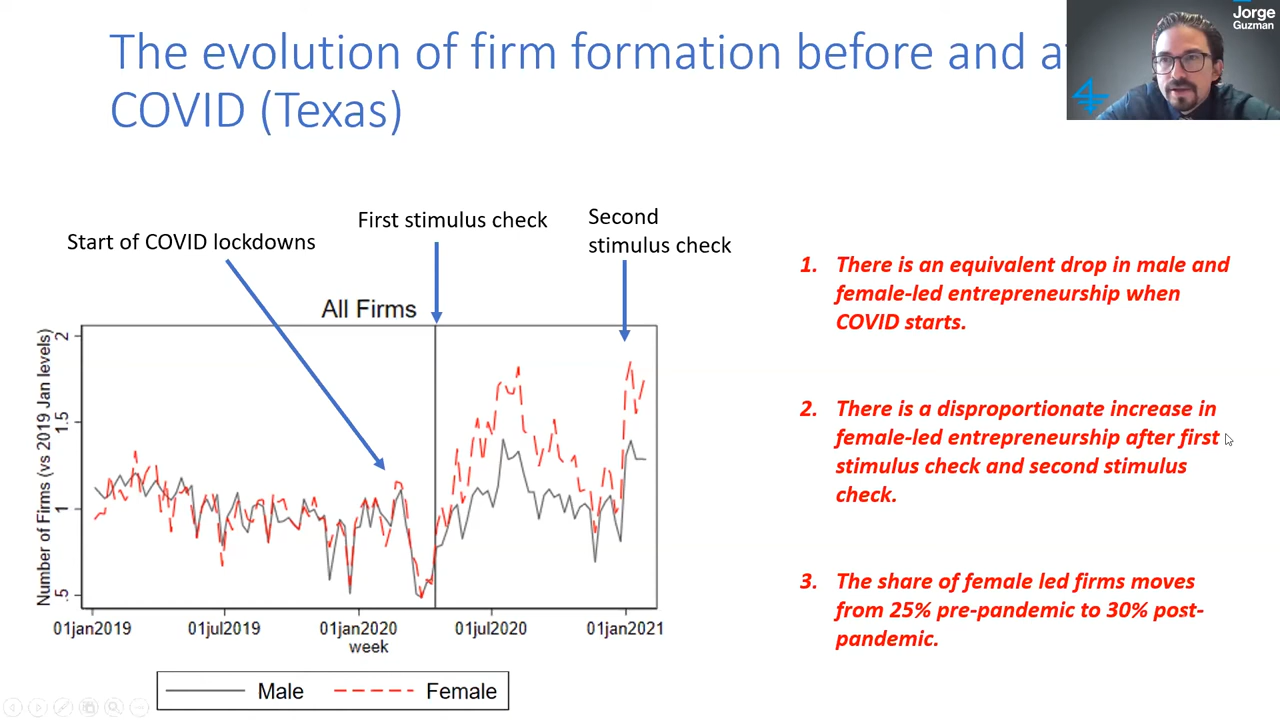 The evolution of firm formation before and a
COVID (Texas)
Jorge
Guzman
Start of COVID lockdowns
First stimulus check
Second
stimulus check
All Firms
Number of Firms (vs 2019 Jan levels)
2
1.5
1
.5
01jan2019
01jul2019
01jan2020
01jul2020
01jan2021
week
Male
Female
1. There is an equivalent drop in male and
female-led entrepreneurship when
COVID starts.
2. There is a disproportionate increase in
female-led entrepreneurship after first
stimulus check and second stimulus
check.
3. The share of female led firms moves
from 25% pre-pandemic to 30% post-
pandemic.